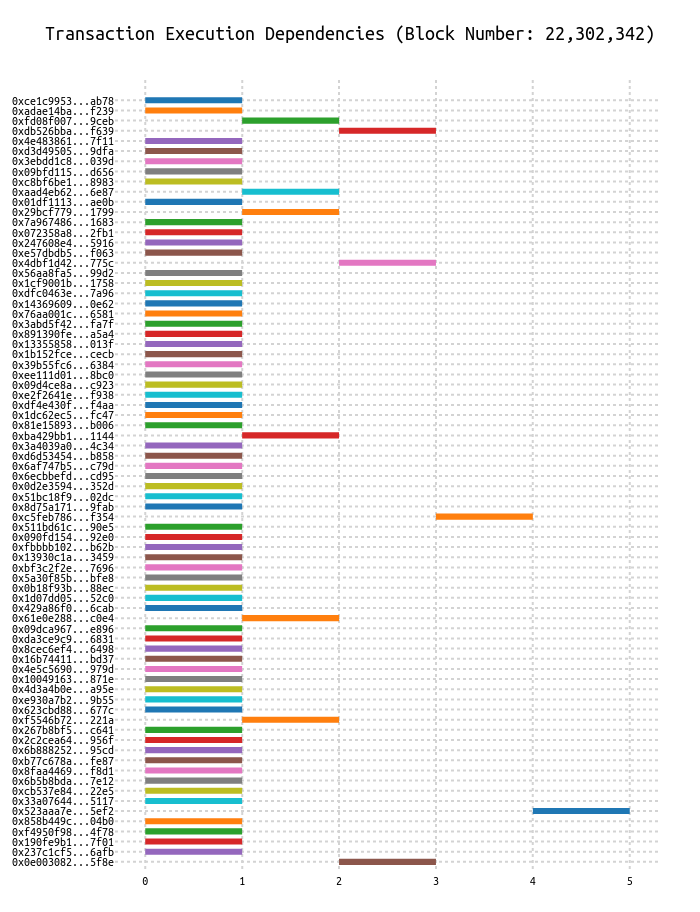 Transaction Execution Dependencies (Block Number: 22,302,342)
0xce1c9953...ab78
0xadae14ba...f239
0xfd08f007...9ceb
0xdb526bba...f639
0x4e483861...7f11
0xd3d49505...9dfa
0x3ebdd1c8...039d
0x09bfd115...d656
0xc8bf6be1...8983
0xaad4eb62...6e87
0x01df1113...ae0b
0x29bcf779...1799
0x7a967486...1683
0x072358a8...2fb1
0x247608e4...5916
0xe57dbdb5...f063
0x4dbf1d42...775c
0x56aa8fa5...99d2
0x1cf9001b...1758
0xdfc0463e...7a96
0x14369609...0e62
0x76aa001c...6581
0x3abd5f42...fa7f
0x891390fe...a5a4
0x13355858...013f
0x1b152fce...cecb
0x39b55fc6...6384
0xee111d01...8bc0
0x09d4ce8a...c923
0xe2f2641e...f938
0xdf4e430f...f4aa
0x1dc62ec5...fc47
0x81e15893...b006
0xba429bb1...1144
0x3a4039a0...4c34
0xd6d53454...b858
0x6af747b5...c79d
0x6ecbbefd...cd95
0x0d2e3594...352d
0x51bc18f9...02dc
0x8d75a171...9fab
0xc5feb786...f354
0x511bd61c...90e5
0x090fd154...92e0
0xfbbbb102...b62b
0x13930c1a...3459
0xbf3c2f2e...7696
0x5a30f85b...bfe8
0x0b18f93b...88ec
0x1d07dd05...52c0
0x429a86f0...6cab
0x61e0e288...c0e4
0x09dca967...e896
0xda3ce9c9...6831
0x8cec6ef4...6498
0x16b74411...bd37
0x4e5c5690...979d
0x10049163...871e
0x4d3a4b0e...a95e
0xe930a7b2...9b55
0x623cbd88...677c
0xf5546b72...221a
0x267b8bf5...c641
0x2c2cea64...956f
0x6b888252...95cd
0xb77c678a...fe87
0x8faa4469...f8d1
0x6b5b8bda...7e12
0xcb537e84...22e5
0x33a07644...5117
0x523aaa7e...5ef2
0x858b449c...04b0
0xf4950f98...4f78
0x190fe9b1...7f01
0x237c1cf5...6afb
0x0e003082...5f8e
0 1 2 3 4 5